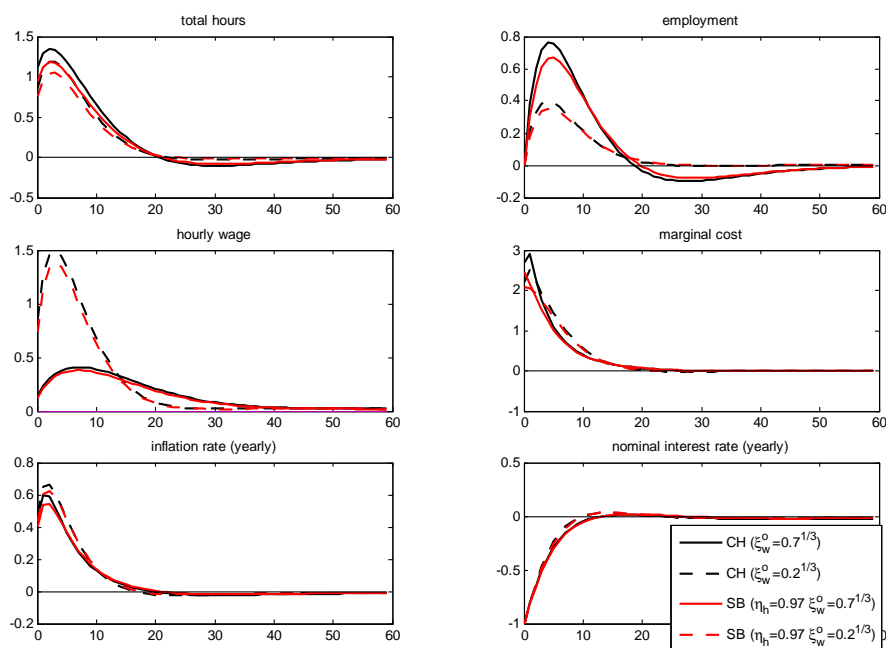 total hours
employment
1.5
1
0.5
0
-0.5
0 10 20 30 40 50 60
0.8
0.6
0.4
0.2
0
-0.2
0 10 20 30 40 50 60
hourly wage
marginal cost
1.5
1
0.5
0
0 10 20 30 40 50 60
3
2
1
0
-1
0 10 20 30 40 50 60
inflation rate (yearly)
nominal interest rate (yearly)
0.8
0.6
0.4
0.2
0
-0.2
0 10 20 30 40 50 60
0.5
0
-0.5
-1
0 10 20
CH (ξ_w^o=0.7^1/3)
CH (ξ_w^o=0.2^1/3)
SB (η_h=0.97 ξ_w^o=0.7^1/3)
SB (η_h=0.97 ξ_w^o=0.2^1/3)